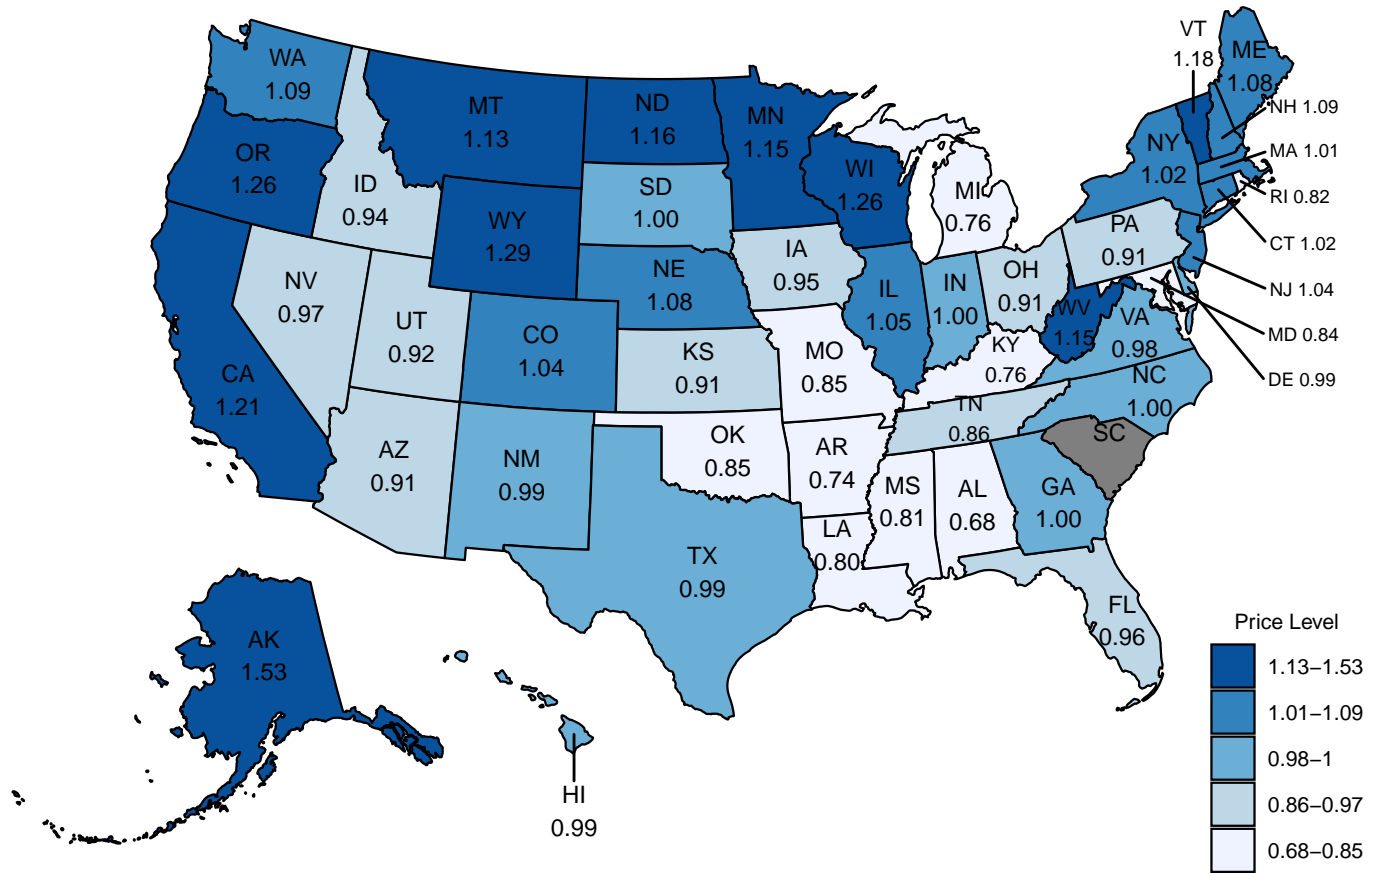 WA
1.09
OR
1.26
CA
1.21
ID
0.94
NV
0.97
UT
0.92
AZ
0.91
MT
1.13
WY
1.29
CO
1.04
NM
0.99
ND
1.16
SD
1.00
NE
1.08
KS
0.91
OK
0.85
TX
0.99
MN
1.15
IA
0.95
MO
0.85
AR
0.74
LA
0.80
WI
1.26
IL
1.05
MI
0.76
IN
1.00
OH
0.91
KY
0.76
TN
0.86
MS
0.81
AL
0.68
GA
1.00
FL
0.96
SC
NC
1.00
VA
0.98
WV
1.15
PA
0.91
NY
1.02
VT
1.18
ME
1.08
NH 1.09
MA 1.01
RI 0.82
CT 1.02
NJ 1.04
MD 0.84
DE 0.99
AK
1.53
HI
0.99
Price Level
1.13–1.53
1.01–1.09
0.98–1
0.86–0.97
0.68–0.85